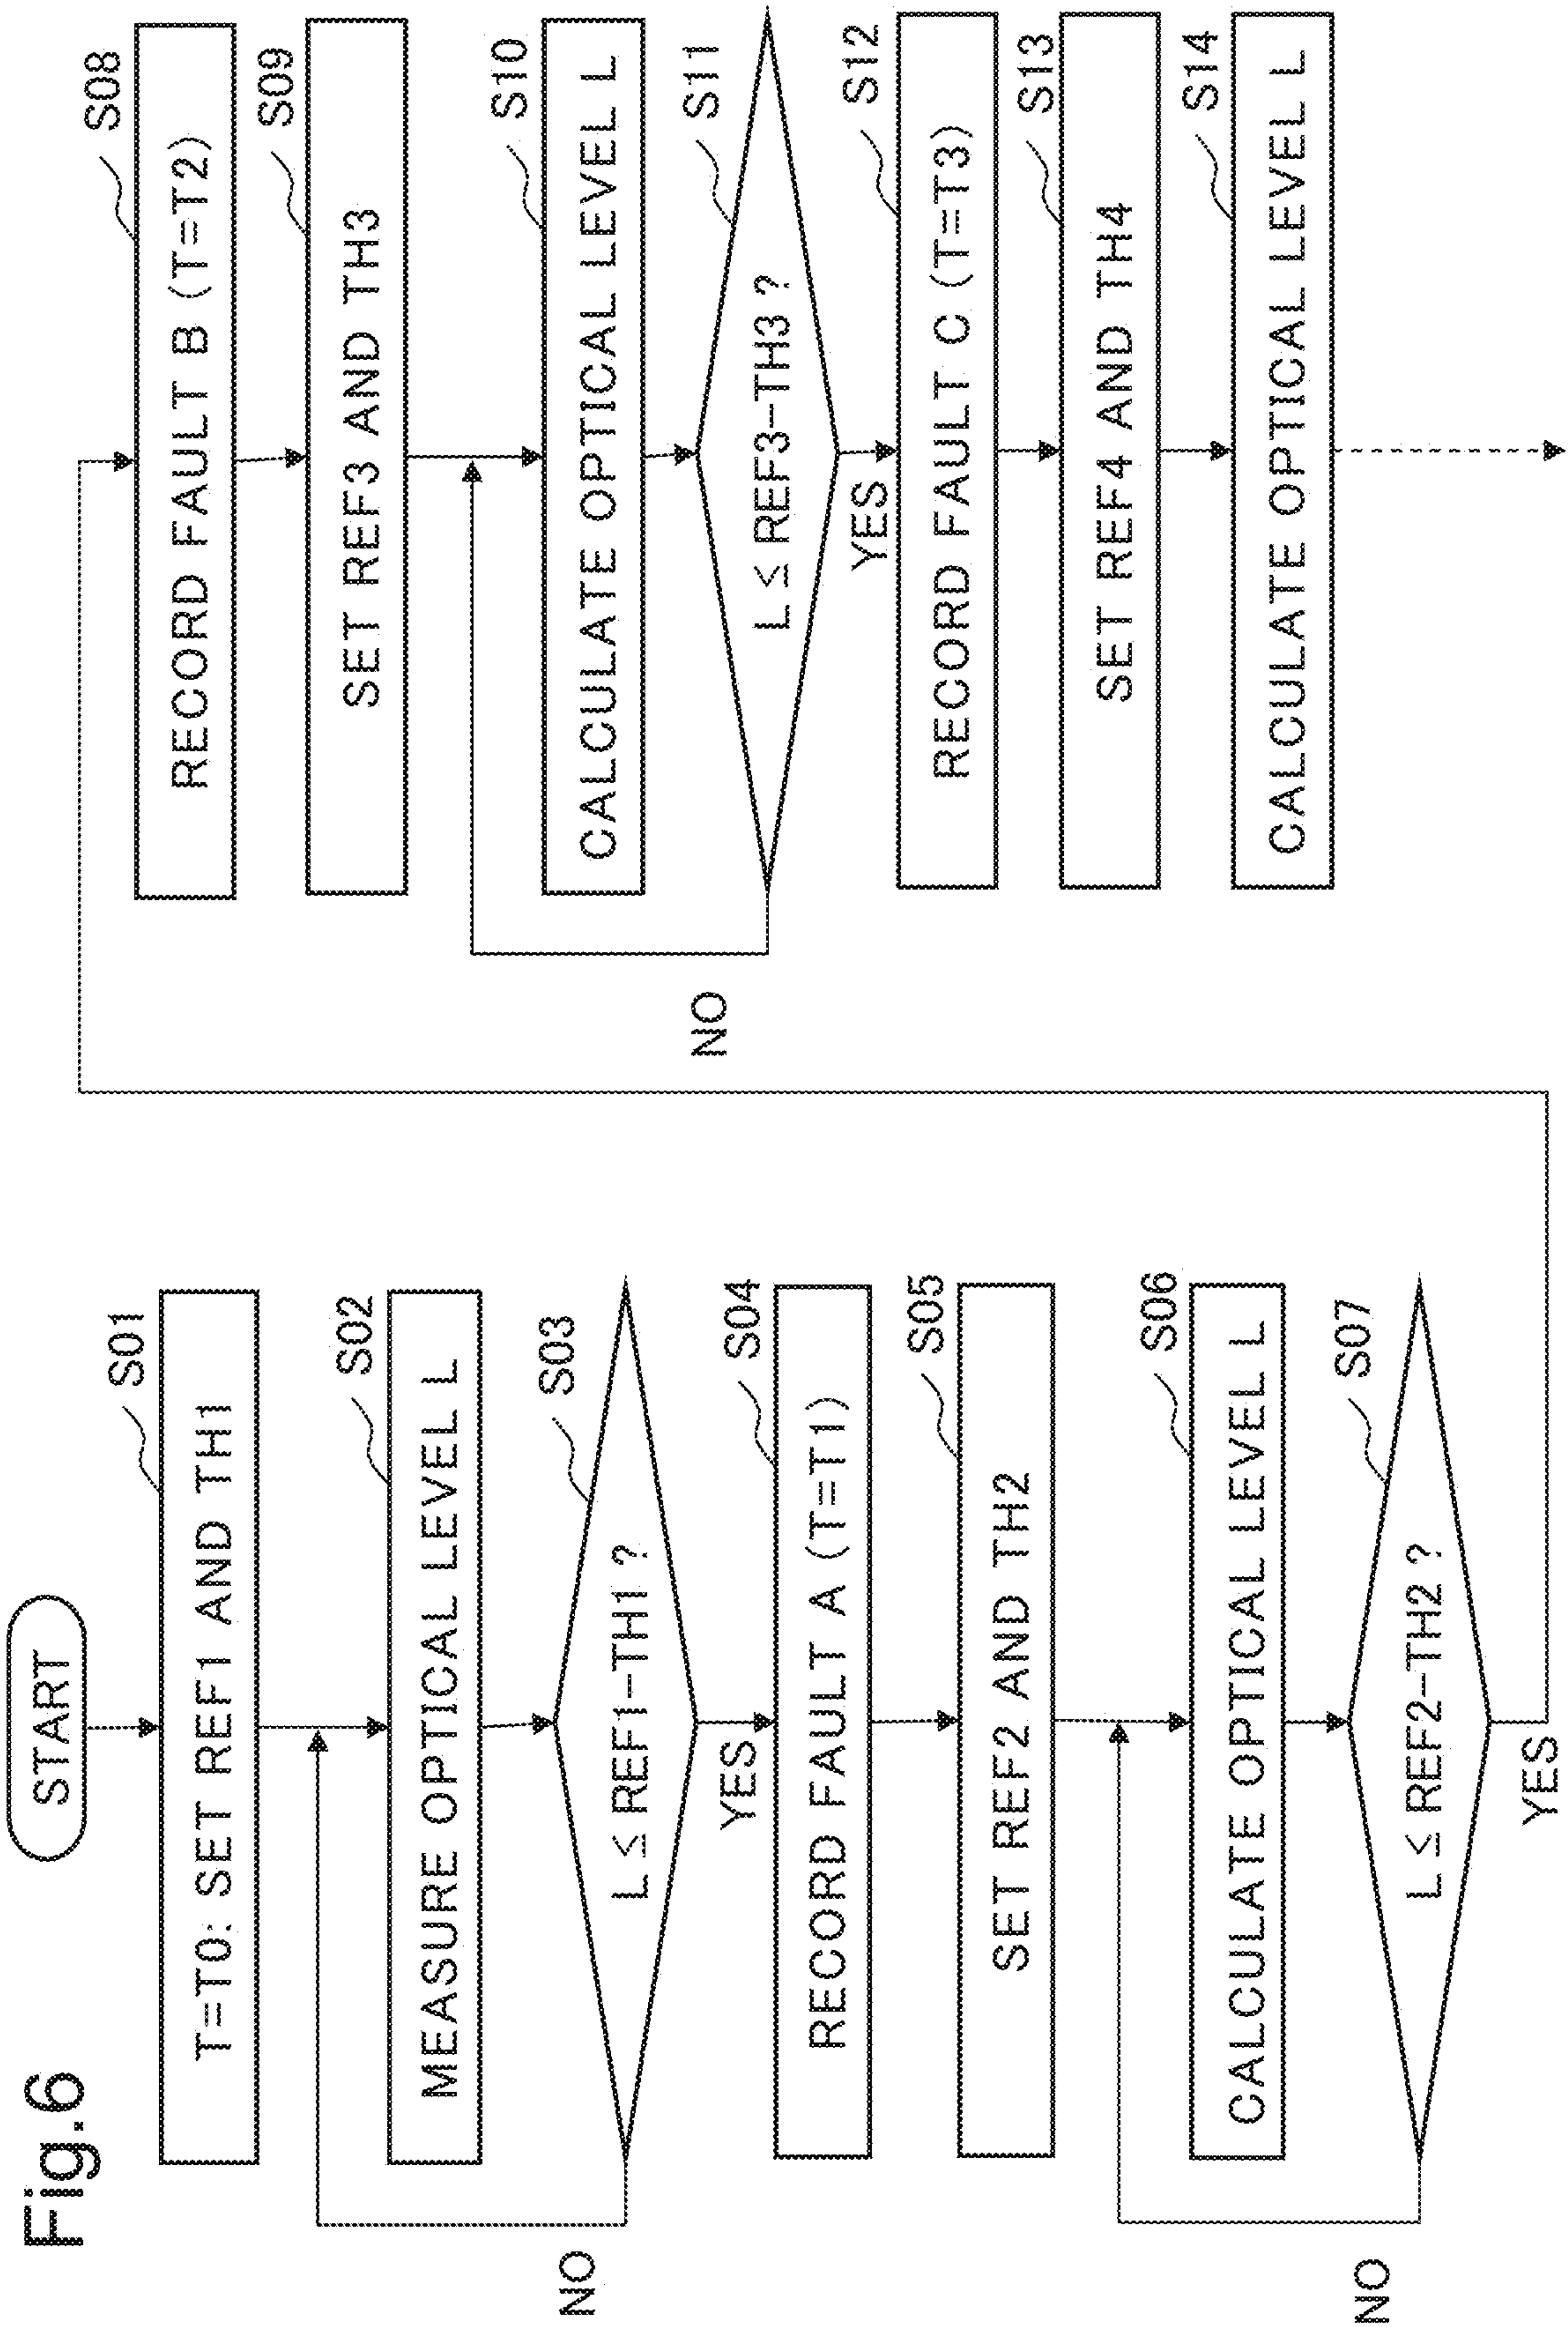 Fig.6
START
S01
T=T0: SET REF1 AND TH1
S02
MEASURE OPTICAL LEVEL L
S03
L ≤ REF1-TH1 ?
NO
YES
S04
RECORD FAULT A (T=T1)
S05
SET REF2 AND TH2
S06
CALCULATE OPTICAL LEVEL L
S07
L ≤ REF2-TH2 ?
NO
YES
S08
RECORD FAULT B (T=T2)
S09
SET REF3 AND TH3
S10
CALCULATE OPTICAL LEVEL L
S11
L ≤ REF3-TH3 ?
NO
YES
S12
RECORD FAULT C (T=T3)
S13
SET REF4 AND TH4
S14
CALCULATE OPTICAL LEVEL L